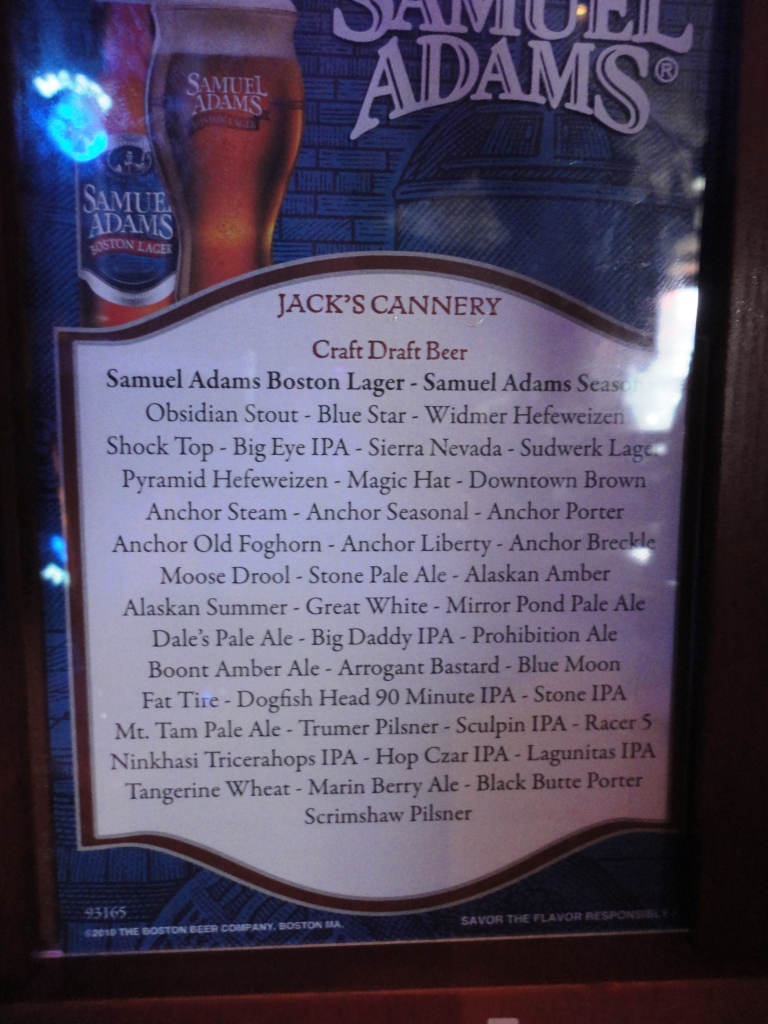 SAMUEL
ADAMS®
SAMUEL
ADAMS
BOSTON LAGER
SAMUEL
ADAMS
BOSTON LAGER
JACK'S CANNERY
Craft Draft Beer
Samuel Adams Boston Lager - Samuel Adams Seaso
Obsidian Stout - Blue Star - Widmer Hefeweizen
Shock Top - Big Eye IPA - Sierra Nevada - Sudwerk Lager
Pyramid Hefeweizen - Magic Hat - Downtown Brown
Anchor Steam - Anchor Seasonal - Anchor Porter
Anchor Old Foghorn - Anchor Liberty - Anchor Breckle
Moose Drool - Stone Pale Ale - Alaskan Amber
Alaskan Summer - Great White - Mirror Pond Pale Ale
Dale's Pale Ale - Big Daddy IPA - Prohibition Ale
Boont Amber Ale - Arrogant Bastard - Blue Moon
Fat Tire - Dogfish Head 90 Minute IPA - Stone IPA
Mt. Tam Pale Ale - Trumer Pilsner - Sculpin IPA - Racer 5
Ninkhasi Tricerahops IPA - Hop Czar IPA - Lagunitas IPA
Tangerine Wheat - Marin Berry Ale - Black Butte Porter
Scrimshaw Pilsner
93165
©2010 THE BOSTON BEER COMPANY, BOSTON MA.
SAVOR THE FLAVOR RESPONSIBLY